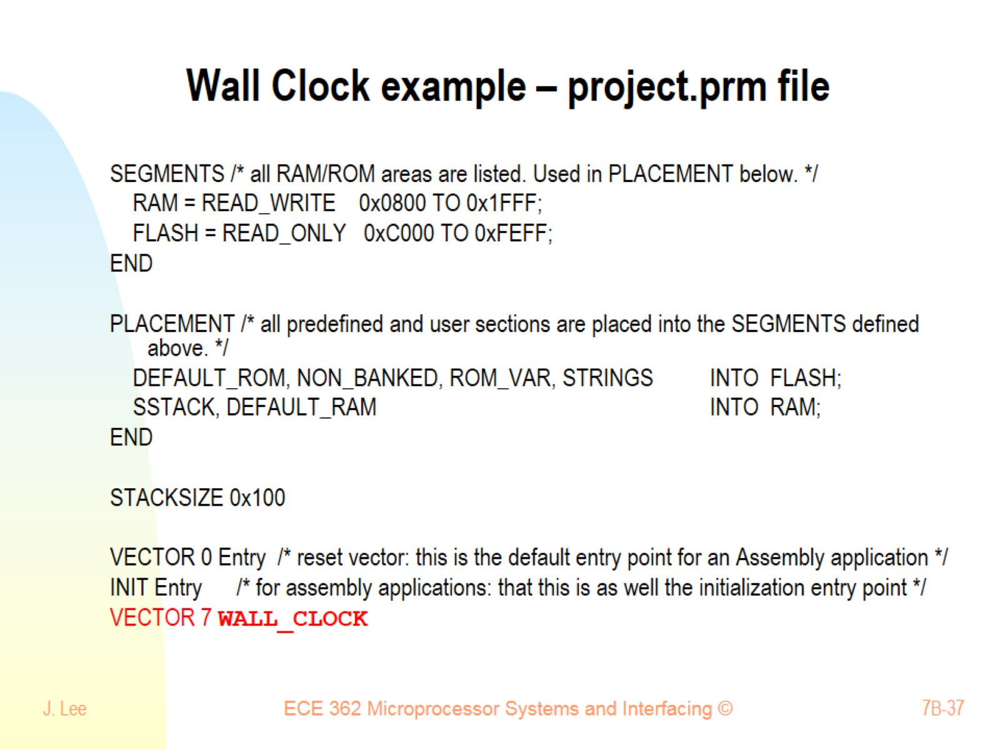 Wall Clock example – project.prm file
SEGMENTS /* all RAM/ROM areas are listed. Used in PLACEMENT below. */
RAM = READ_WRITE 0x0800 TO 0x1FFF;
FLASH = READ_ONLY 0xC000 TO 0xFEFF;
END
PLACEMENT /* all predefined and user sections are placed into the SEGMENTS defined
above. */
DEFAULT_ROM, NON_BANKED, ROM_VAR, STRINGS INTO FLASH;
SSTACK, DEFAULT_RAM INTO RAM;
END
STACKSIZE 0x100
VECTOR 0 Entry /* reset vector: this is the default entry point for an Assembly application */
INIT Entry /* for assembly applications: that this is as well the initialization entry point */
VECTOR 7 WALL_CLOCK
J. Lee ECE 362 Microprocessor Systems and Interfacing © 7B-37